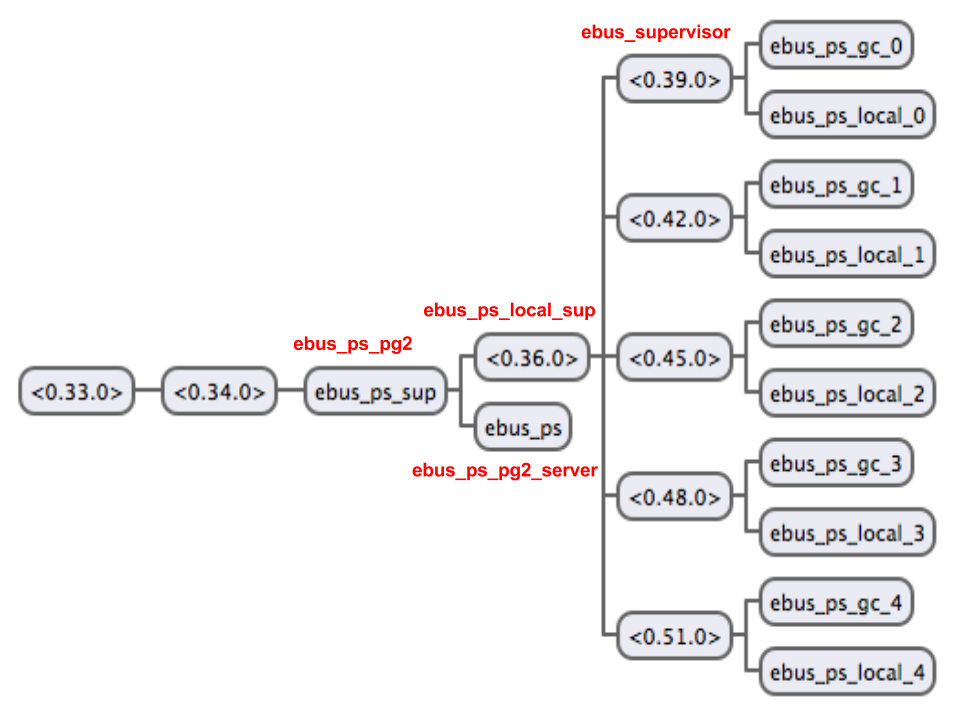 ebus_supervisor
ebus_ps_gc_0
<0.39.0>
ebus_ps_local_0
ebus_ps_gc_1
<0.42.0>
ebus_ps_local_1
ebus_ps_local_sup
ebus_ps_gc_2
ebus_ps_pg2
<0.36.0>
<0.45.0>
<0.33.0>
<0.34.0>
ebus_ps_sup
ebus_ps_local_2
ebus_ps
ebus_ps_pg2_server
ebus_ps_gc_3
<0.48.0>
ebus_ps_local_3
ebus_ps_gc_4
<0.51.0>
ebus_ps_local_4